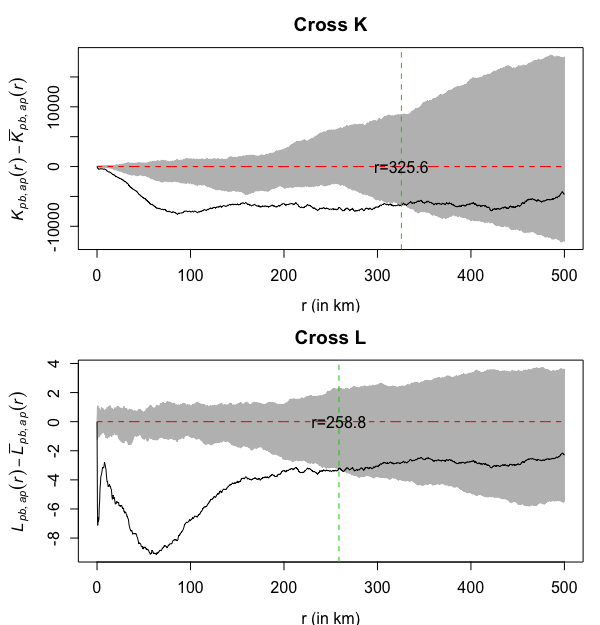 Cross K
K pb, ap(r) − K̅ pb, ap(r)
10000
0
-10000
r=325.6
0 100 200 300 400 500
r (in km)
Cross L
L pb, ap(r) − L̅ pb, ap(r)
4
2
0
-2
-4
-6
-8
r=258.8
0 100 200 300 400 500
r (in km)